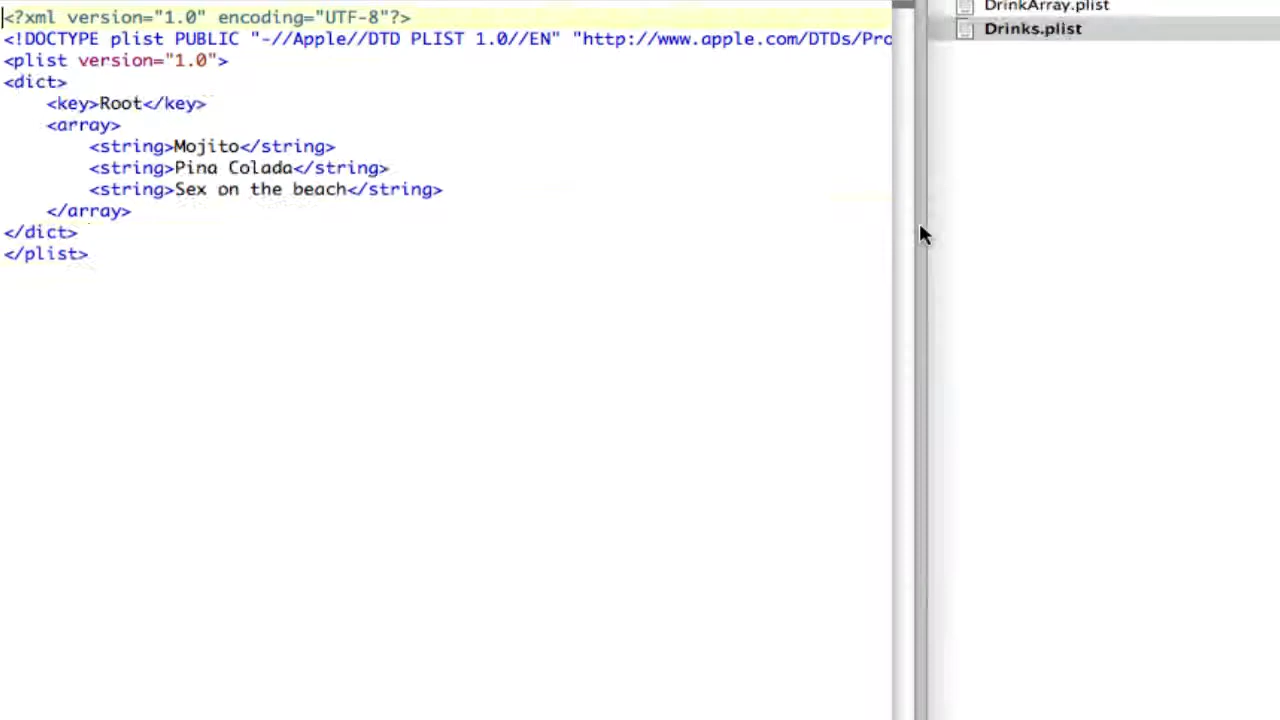 <?xml version="1.0" encoding="UTF-8"?>
<!DOCTYPE plist PUBLIC "-//Apple//DTD PLIST 1.0//EN" "http://www.apple.com/DTDs/Pro
<plist version="1.0">
<dict>
    <key>Root</key>
    <array>
        <string>Mojito</string>
        <string>Pina Colada</string>
        <string>Sex on the beach</string>
    </array>
</dict>
</plist>
DrinkArray.plist
Drinks.plist